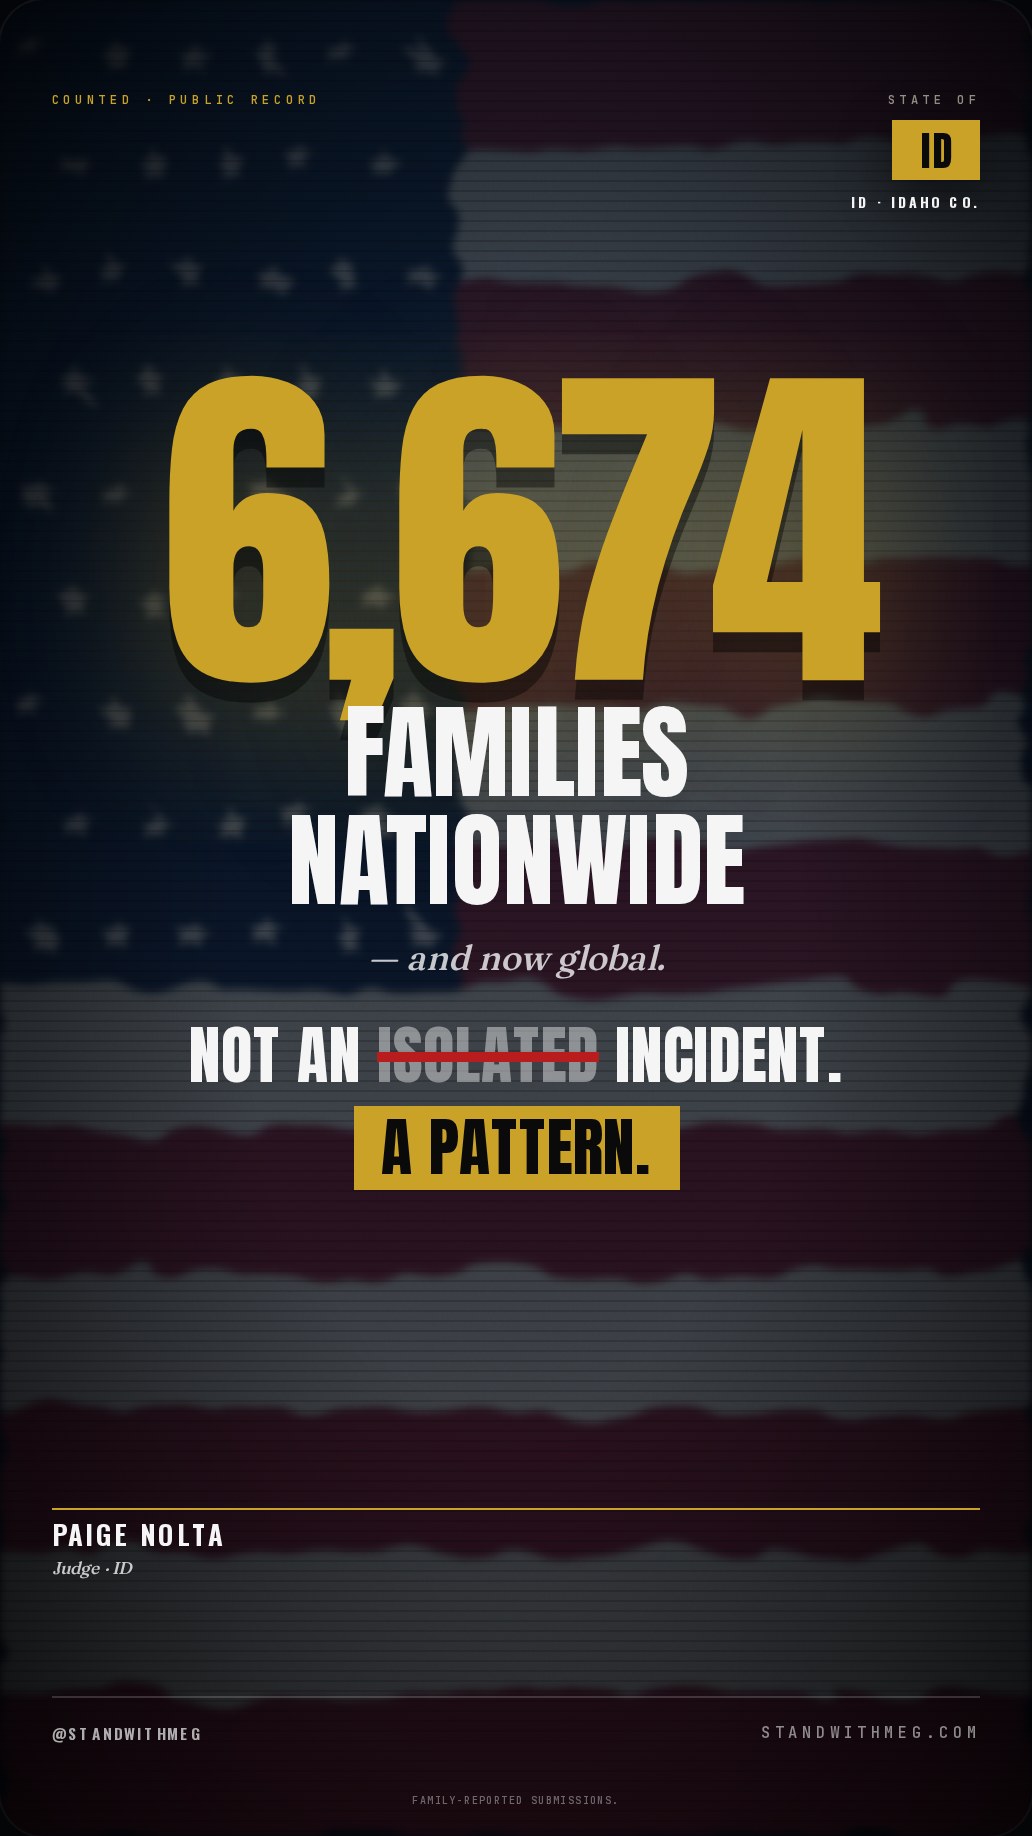 COUNTED · PUBLIC RECORD
STATE OF
ID
ID · IDAHO CO.
6,674
FAMILIES
NATIONWIDE
— and now global.
NOT AN ISOLATED INCIDENT.
A PATTERN.
PAIGE NOLTA
Judge · ID
@STANDWITHMEG
STANDWITHMEG.COM
FAMILY-REPORTED SUBMISSIONS.